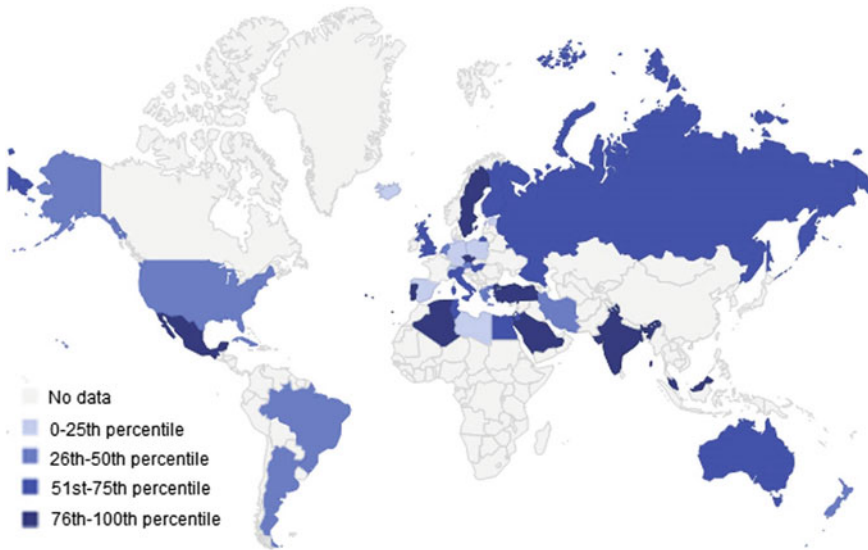 No data
0-25th percentile
26th-50th percentile
51st-75th percentile
76th-100th percentile